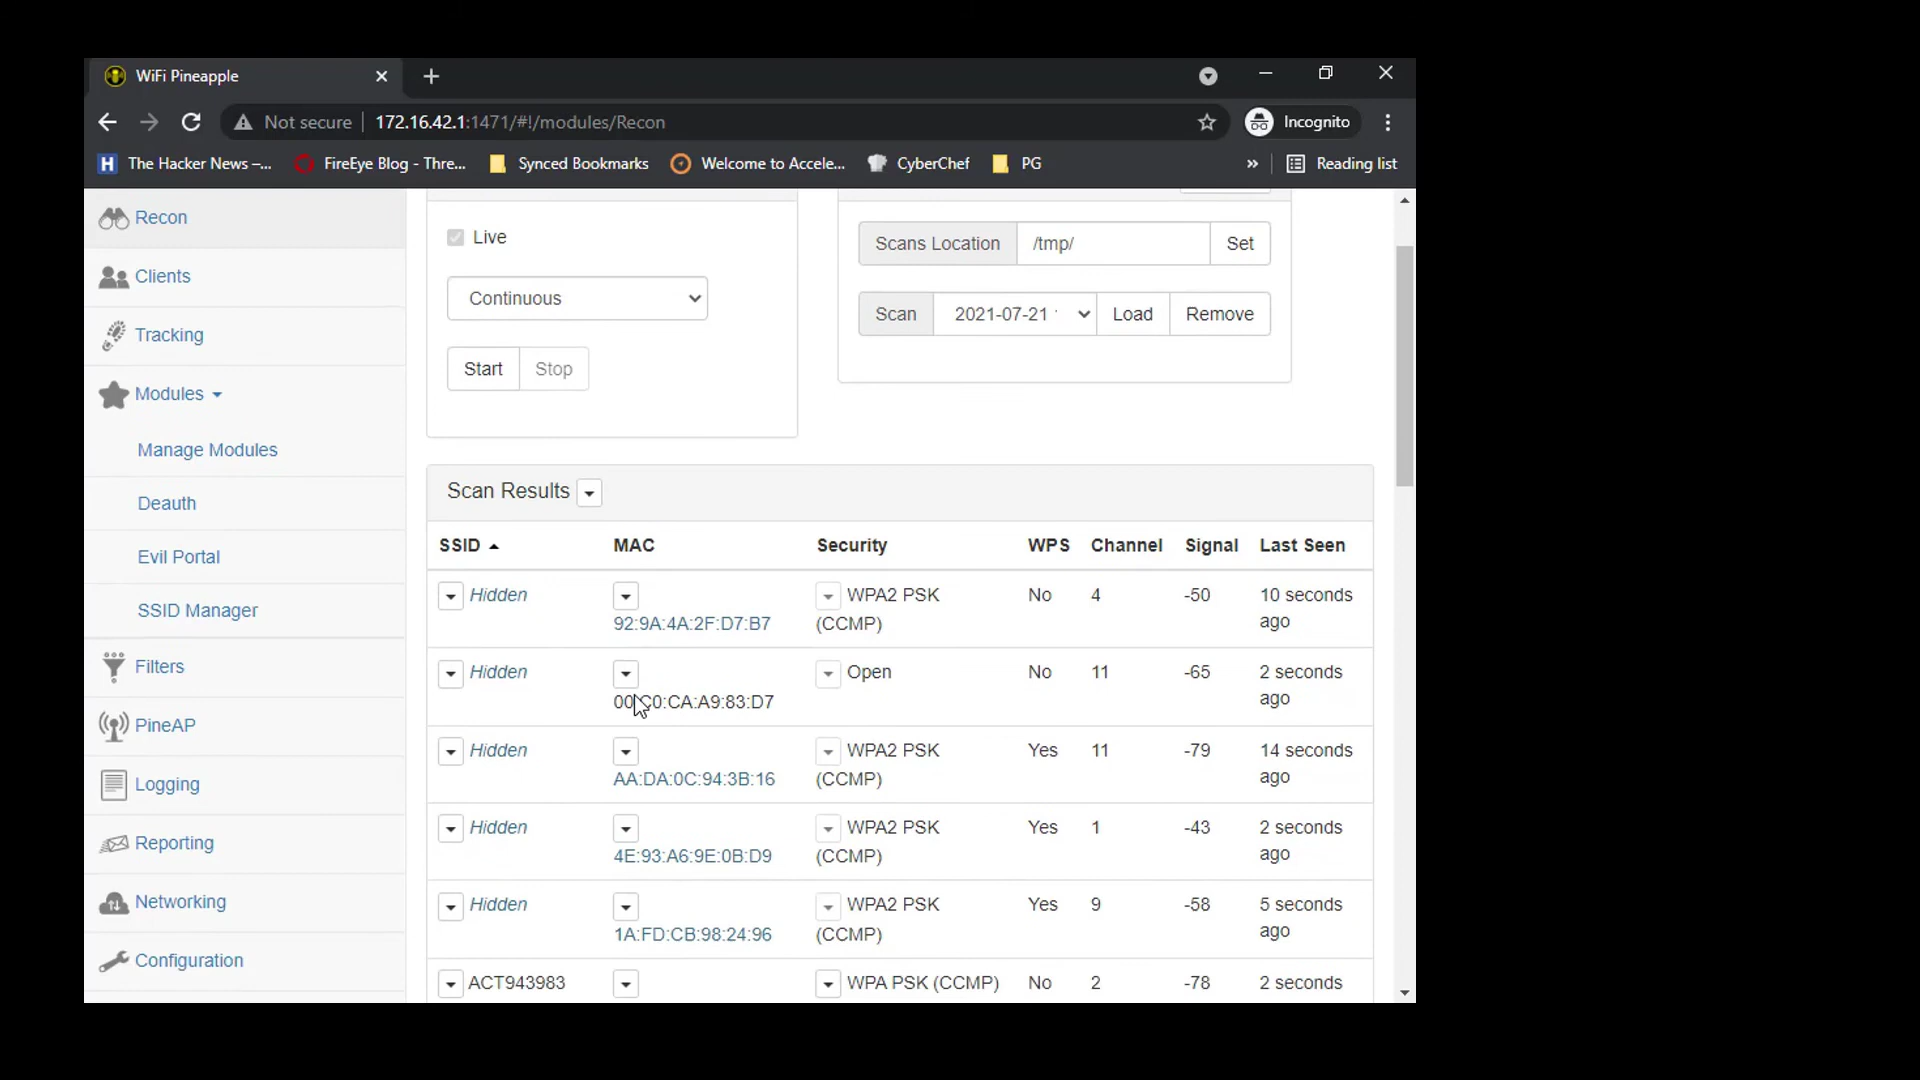 WiFi Pineapple
Not secure 172.16.42.1:1471/#!/modules/Recon Incognito
The Hacker News –... FireEye Blog - Thre... Synced Bookmarks Welcome to Accele... CyberChef PG » Reading list
Recon
Clients
Tracking
Modules
Manage Modules
Deauth
Evil Portal
SSID Manager
Filters
PineAP
Logging
Reporting
Networking
Configuration
Live
Continuous
Start Stop
Scans Location /tmp/ Set
Scan 2021-07-21 Load Remove
Scan Results
SSID MAC Security WPS Channel Signal Last Seen
Hidden WPA2 PSK No 4 -50 10 seconds
92:9A:4A:2F:D7:B7 (CCMP) ago
Hidden Open No 11 -65 2 seconds
00:C0:CA:A9:83:D7 ago
Hidden WPA2 PSK Yes 11 -79 14 seconds
AA:DA:0C:94:3B:16 (CCMP) ago
Hidden WPA2 PSK Yes 1 -43 2 seconds
4E:93:A6:9E:0B:D9 (CCMP) ago
Hidden WPA2 PSK Yes 9 -58 5 seconds
1A:FD:CB:98:24:96 (CCMP) ago
ACT943983 WPA PSK (CCMP) No 2 -78 2 seconds